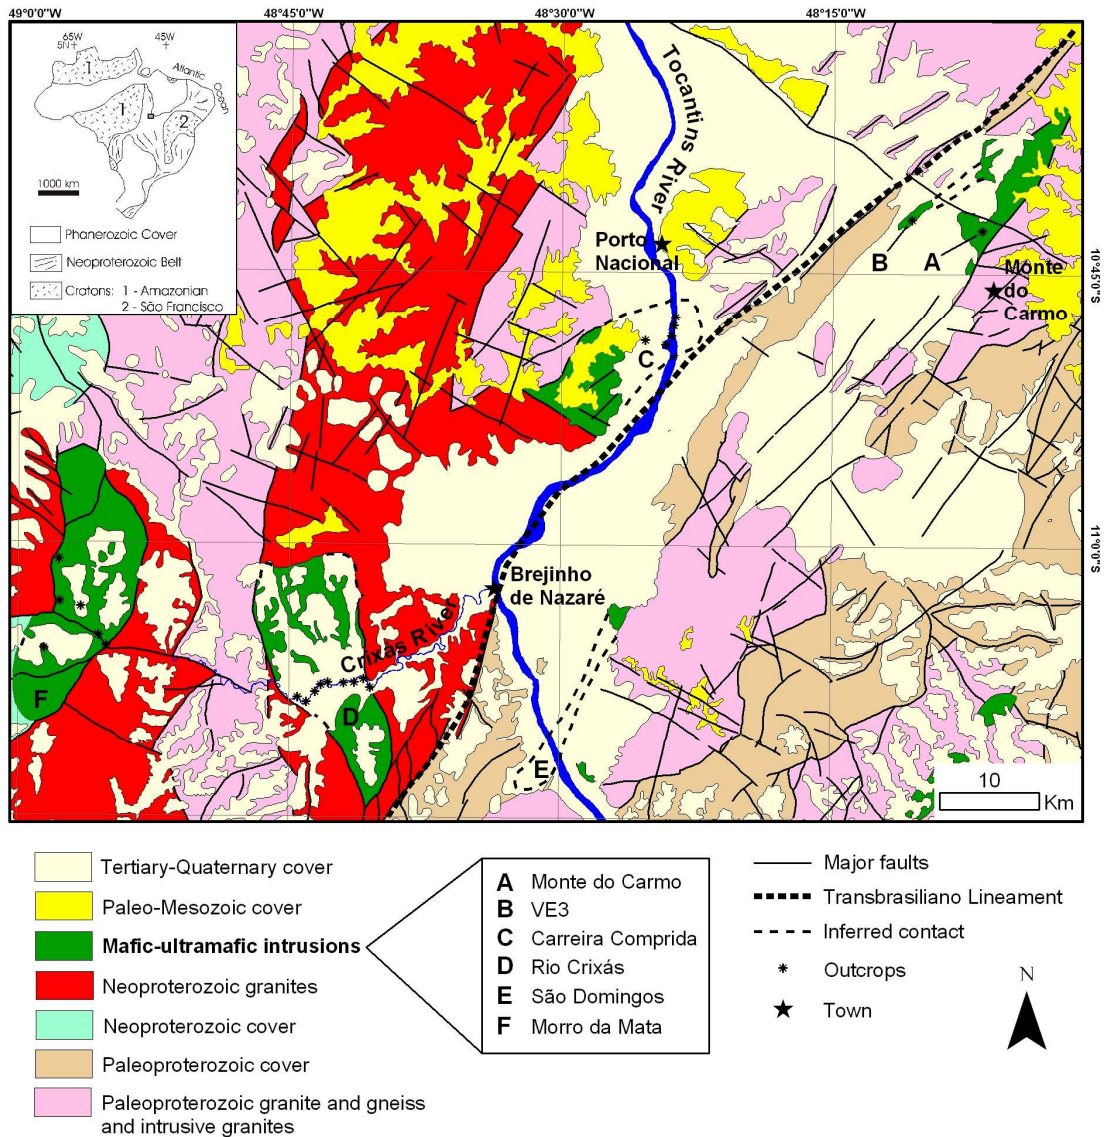 49°0'0"W
48°45'0"W
48°30'0"W
48°15'0"W
65W
5N
45W
Atlantic
Ocean
1
1
2
1000 km
Phanerozoic Cover
Neoproterozoic Belt
Cratons: 1 - Amazonian
2 - São Francisco
Tocantins River
Porto
Nacional
B
A
Monte
do
Carmo
10°45'0"S
C
11°0'0"S
Brejinho
de Nazaré
Crixás River
F
D
E
10
Km
Tertiary-Quaternary cover
Paleo-Mesozoic cover
Mafic-ultramafic intrusions
Neoproterozoic granites
Neoproterozoic cover
Paleoproterozoic cover
Paleoproterozoic granite and gneiss
and intrusive granites
A Monte do Carmo
B VE3
C Carreira Comprida
D Rio Crixás
E São Domingos
F Morro da Mata
Major faults
Transbrasiliano Lineament
Inferred contact
Outcrops
Town
N